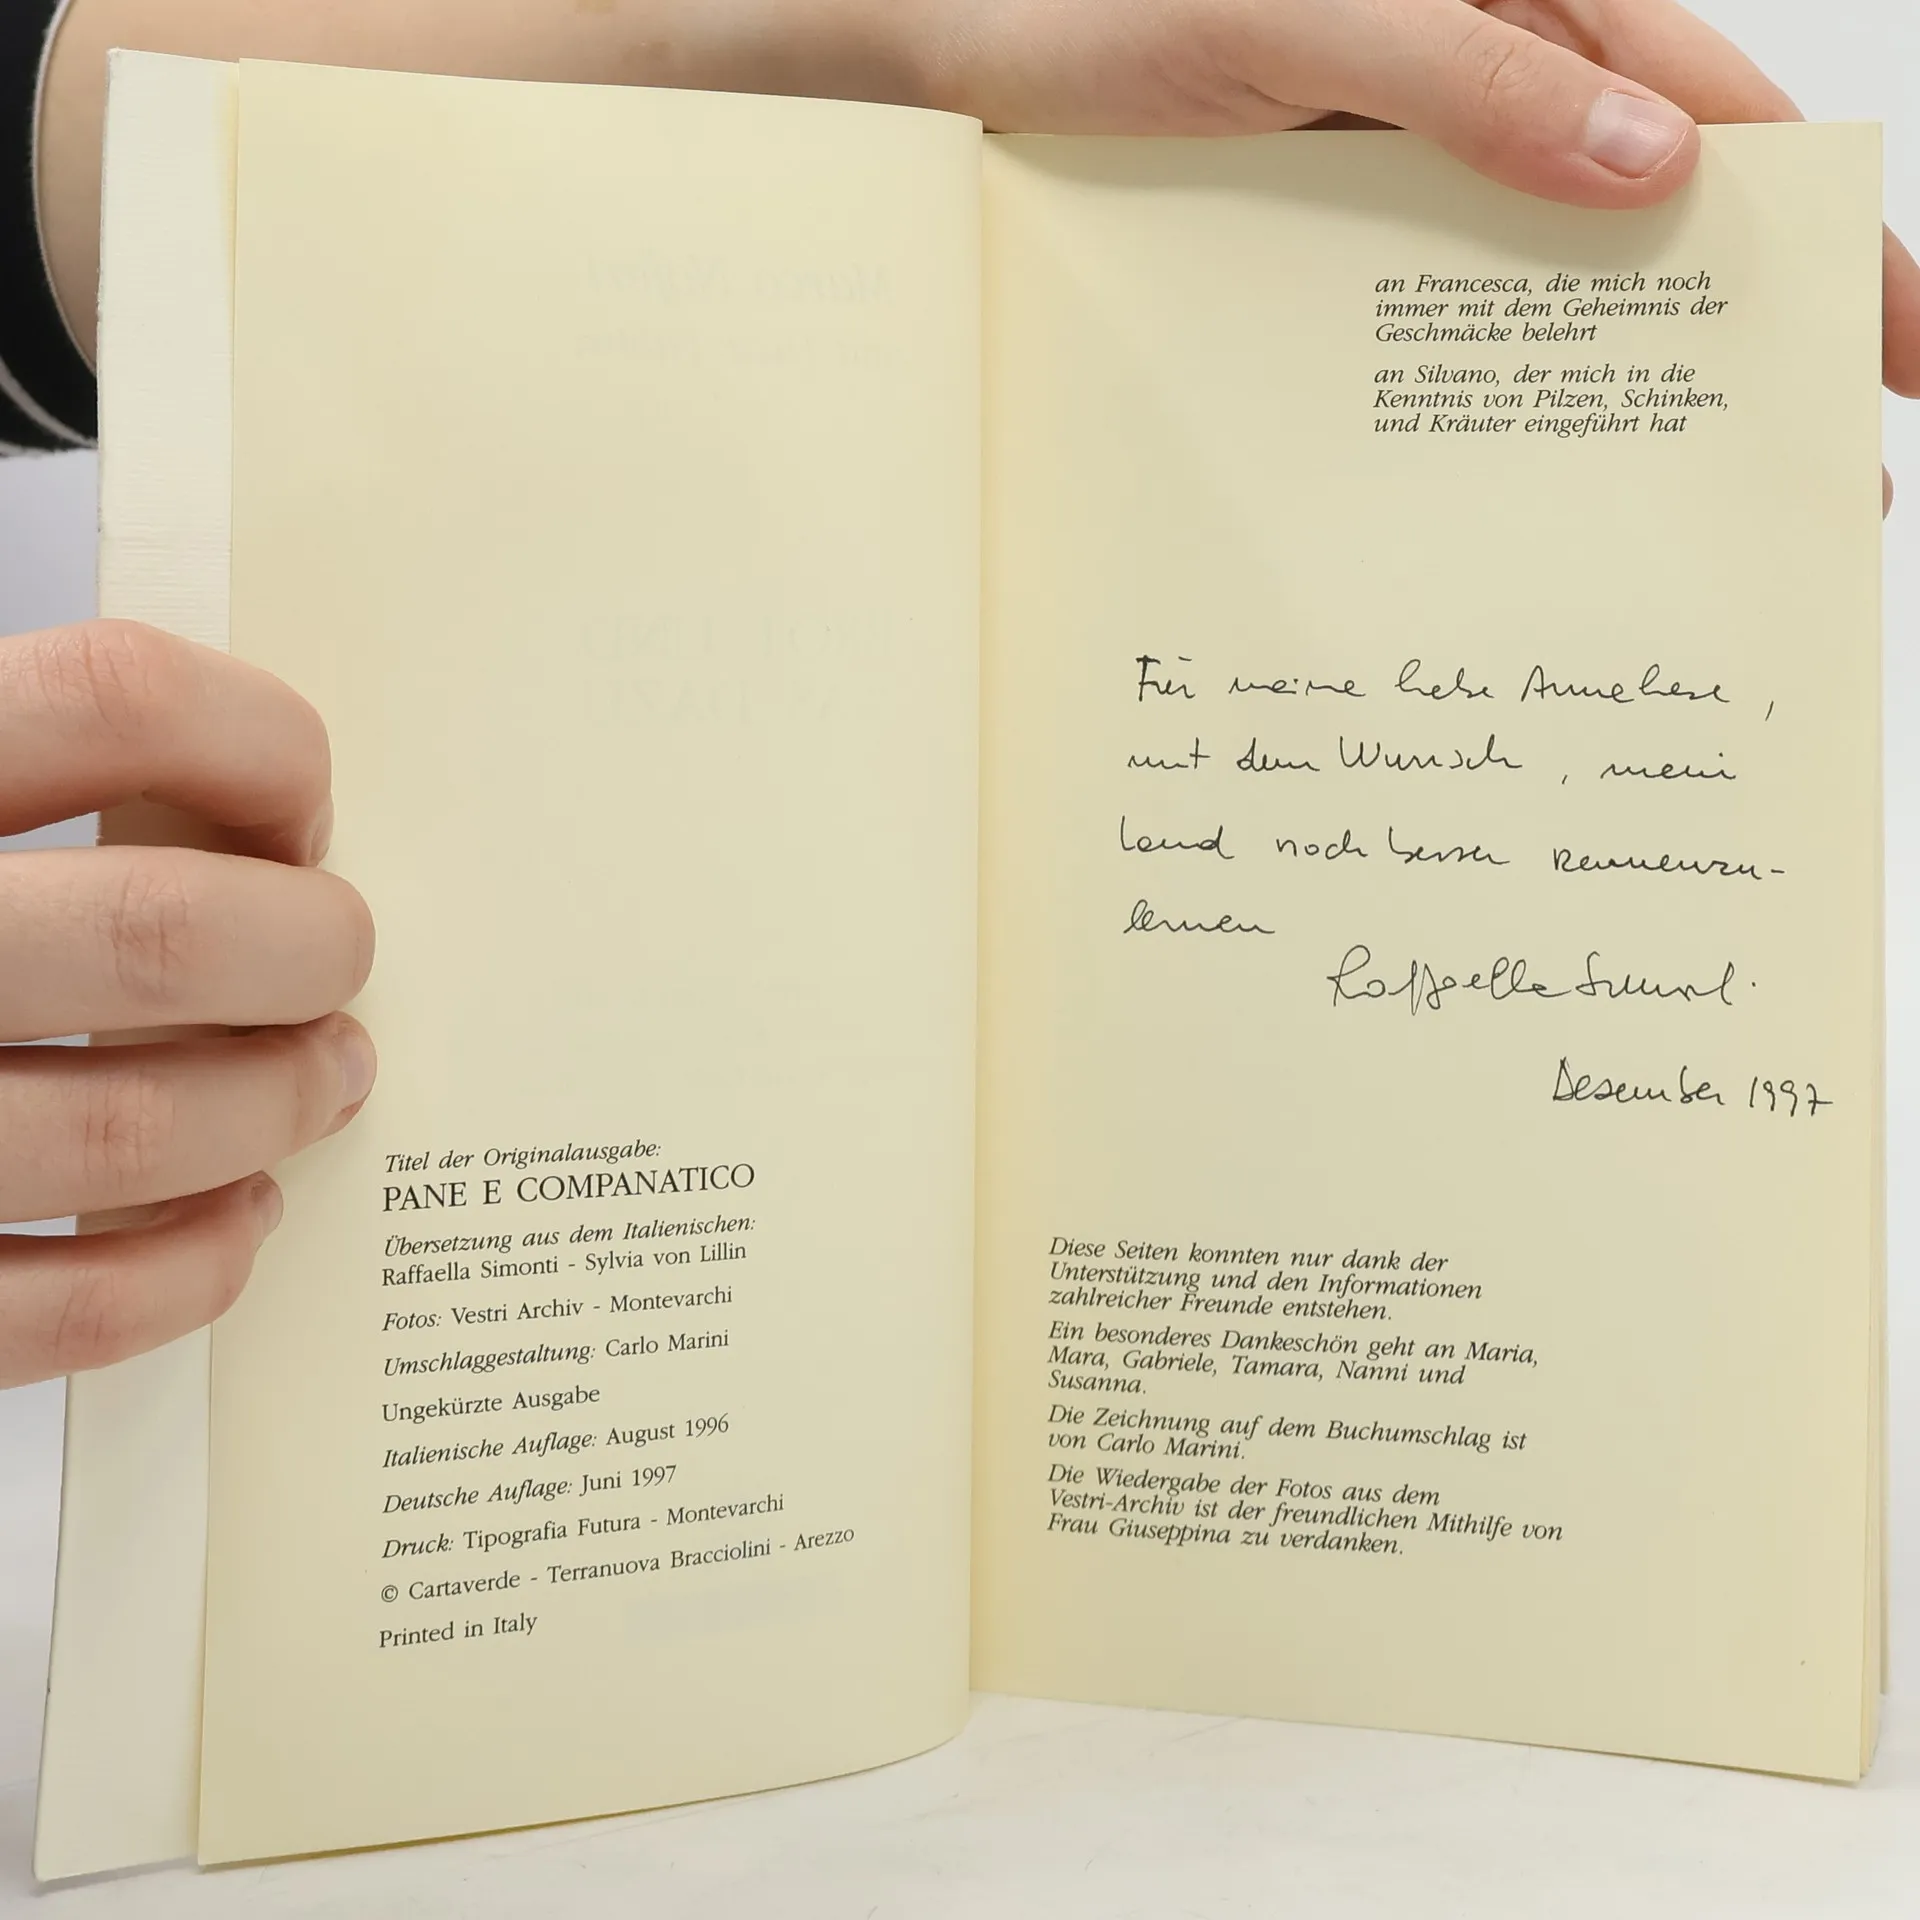 Titel der Originalausgabe:
PANE E COMPANATICO
Übersetzung aus dem Italienischen:
Raffaella Simonti - Sylvia von Lillin
Fotos: Vestri Archiv - Montevarchi
Umschlaggestaltung: Carlo Marini
Ungekürzte Ausgabe
Italienische Auflage: August 1996
Deutsche Auflage: Juni 1997
Druck: Tipografia Futura - Montevarchi
© Cartaverde - Terranuova Bracciolini - Arezzo
Printed in Italy
an Francesca, die mich noch
immer mit dem Geheimnis der
Geschmäcke belehrt
an Silvano, der mich in die
Kenntnis von Pilzen, Schinken,
und Kräuter eingeführt hat
Für meine liebe Anneliese,
mit dem Wunsch, mein
Land noch besser kennenzu-
lernen
Raffaella
Desember 1997
Diese Seiten konnten nur dank der
Unterstützung und den Informationen
zahlreicher Freunde entstehen.
Ein besonderes Dankeschön geht an Maria,
Mara, Gabriele, Tamara, Nanni und
Susanna.
Die Zeichnung auf dem Buchumschlag ist
von Carlo Marini.
Die Wiedergabe der Fotos aus dem
Vestri-Archiv ist der freundlichen Mithilfe von
Frau Giuseppina zu verdanken.